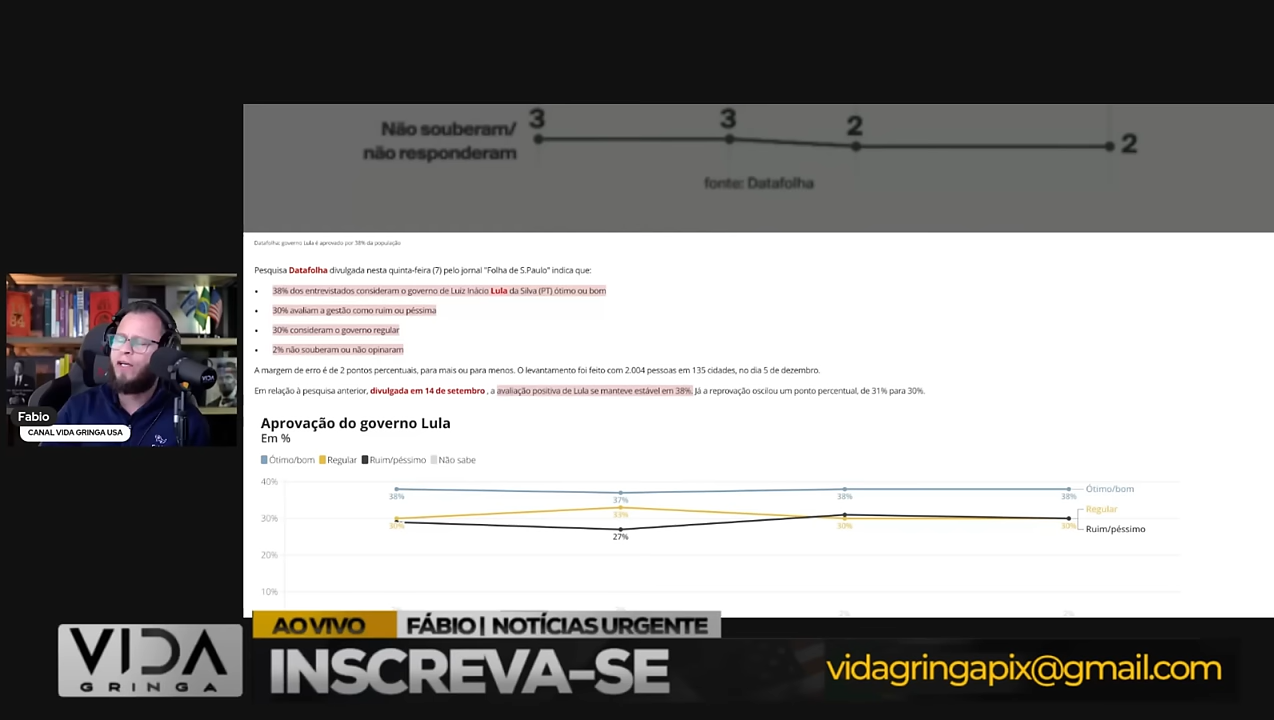 Não souberam/
não responderam
3
3
2
2
fonte: Datafolha
Datafolha: governo Lula é aprovado por 38% da população
Pesquisa Datafolha divulgada nesta quinta-feira (7) pelo jornal "Folha de S.Paulo" indica que:
• 38% dos entrevistados consideram o governo de Luiz Inácio Lula da Silva (PT) ótimo ou bom
• 30% avaliam a gestão como ruim ou péssima
• 30% consideram o governo regular
• 2% não souberam ou não opinaram
A margem de erro é de 2 pontos percentuais, para mais ou para menos. O levantamento foi feito com 2.004 pessoas em 135 cidades, no dia 5 de dezembro.
Em relação à pesquisa anterior, divulgada em 14 de setembro , a avaliação positiva de Lula se manteve estável em 38%. Já a reprovação oscilou um ponto percentual, de 31% para 30%.
Aprovação do governo Lula
Em %
Ótimo/bom Regular Ruim/péssimo Não sabe
40%
38% 37% 38% 38% Ótimo/bom
30%
30% 33% 30% 30% Regular
27% Ruim/péssimo
20%
10%
Fabio
CANAL VIDA GRINGA USA
VIDA
GRINGA
AO VIVO FÁBIO | NOTÍCIAS URGENTE
INSCREVA-SE
vidagringapix@gmail.com